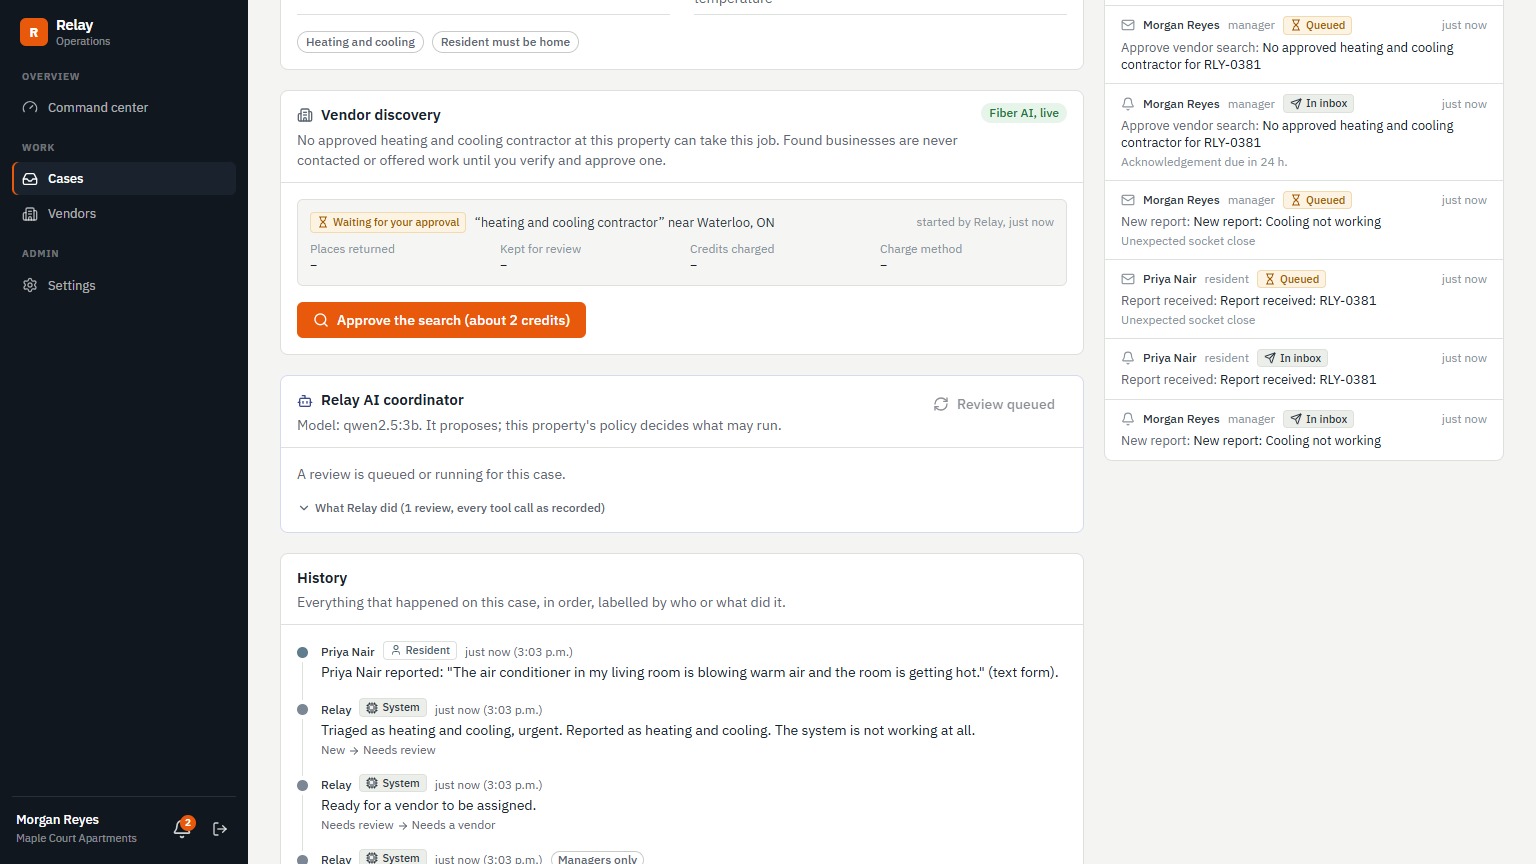 R
Relay
Operations
OVERVIEW
Command center
WORK
Cases
Vendors
ADMIN
Settings
Morgan Reyes
Maple Court Apartments
2
temperature
Heating and cooling
Resident must be home
Vendor discovery
Fiber AI, live
No approved heating and cooling contractor at this property can take this job. Found businesses are never
contacted or offered work until you verify and approve one.
Waiting for your approval “heating and cooling contractor” near Waterloo, ON started by Relay, just now
Places returned Kept for review Credits charged Charge method
– – – –
Approve the search (about 2 credits)
Relay AI coordinator
Review queued
Model: qwen2.5:3b. It proposes; this property's policy decides what may run.
A review is queued or running for this case.
What Relay did (1 review, every tool call as recorded)
History
Everything that happened on this case, in order, labelled by who or what did it.
Priya Nair Resident just now (3:03 p.m.)
Priya Nair reported: "The air conditioner in my living room is blowing warm air and the room is getting hot." (text form).
Relay System just now (3:03 p.m.)
Triaged as heating and cooling, urgent. Reported as heating and cooling. The system is not working at all.
New → Needs review
Relay System just now (3:03 p.m.)
Ready for a vendor to be assigned.
Needs review → Needs a vendor
Relay System just now (3:03 p.m.) Managers only
Morgan Reyes manager Queued just now
Approve vendor search: No approved heating and cooling
contractor for RLY-0381
Morgan Reyes manager In inbox just now
Approve vendor search: No approved heating and cooling
contractor for RLY-0381
Acknowledgement due in 24 h.
Morgan Reyes manager Queued just now
New report: New report: Cooling not working
Unexpected socket close
Priya Nair resident Queued just now
Report received: Report received: RLY-0381
Unexpected socket close
Priya Nair resident In inbox just now
Report received: Report received: RLY-0381
Morgan Reyes manager In inbox just now
New report: New report: Cooling not working